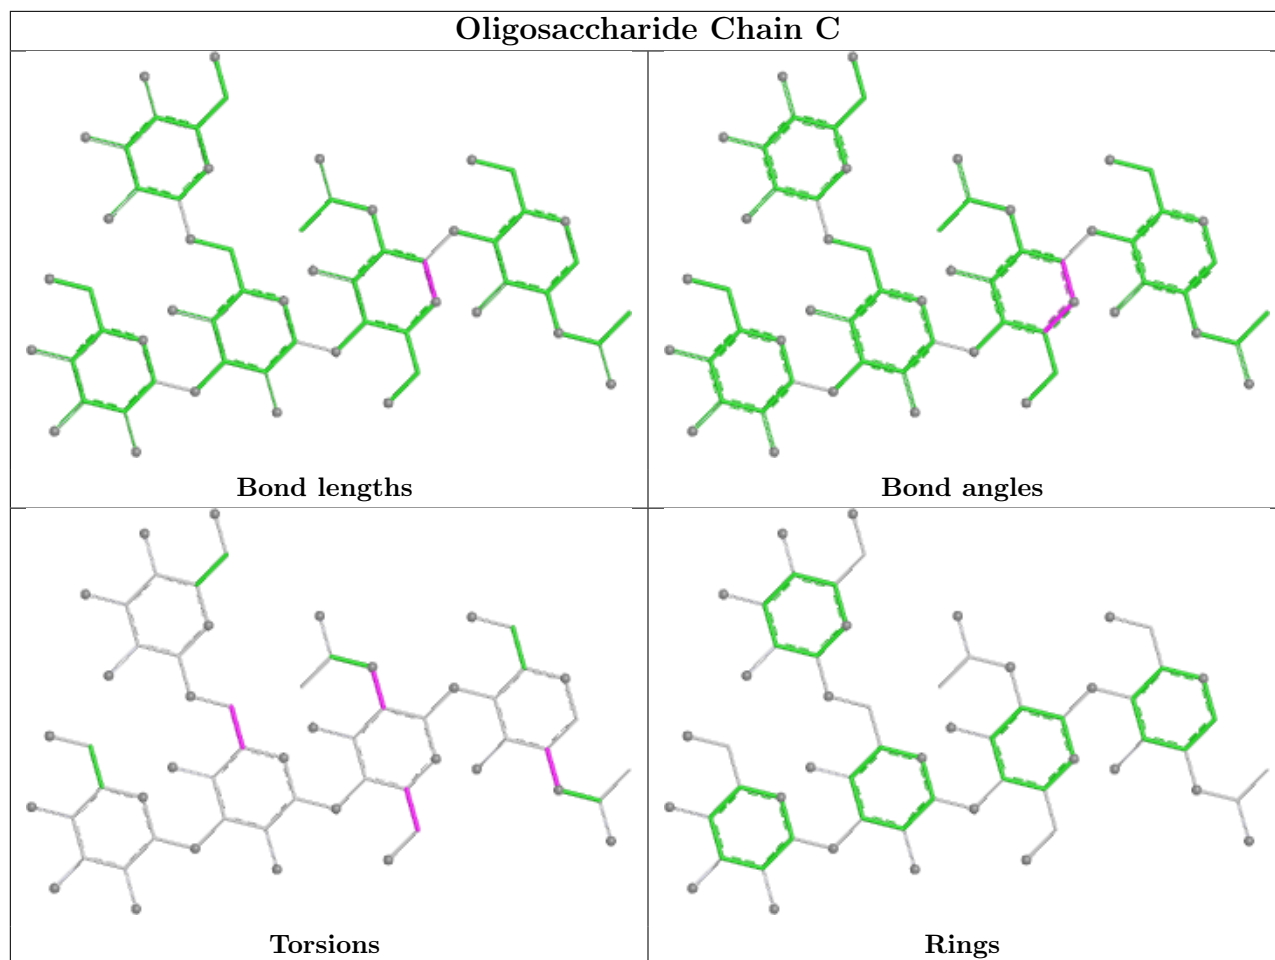 Oligosaccharide Chain C
Bond lengths
Bond angles
Torsions
Rings